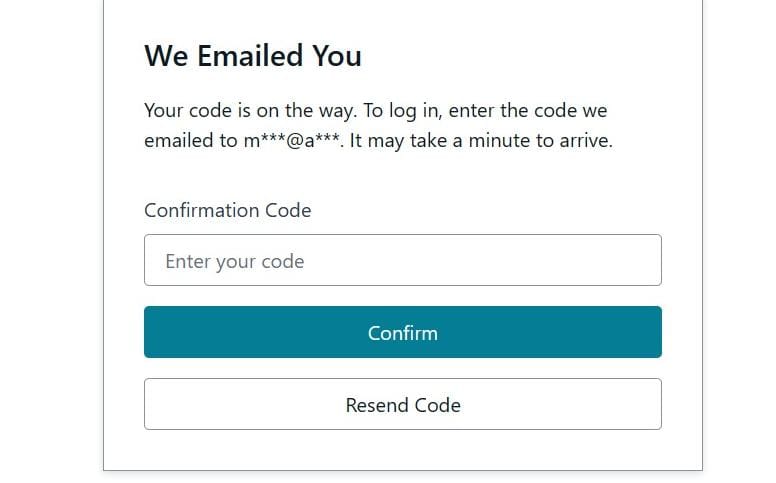 We Emailed You
Your code is on the way. To log in, enter the code we
emailed to m***@a***. It may take a minute to arrive.
Confirmation Code
Enter your code
Confirm
Resend Code